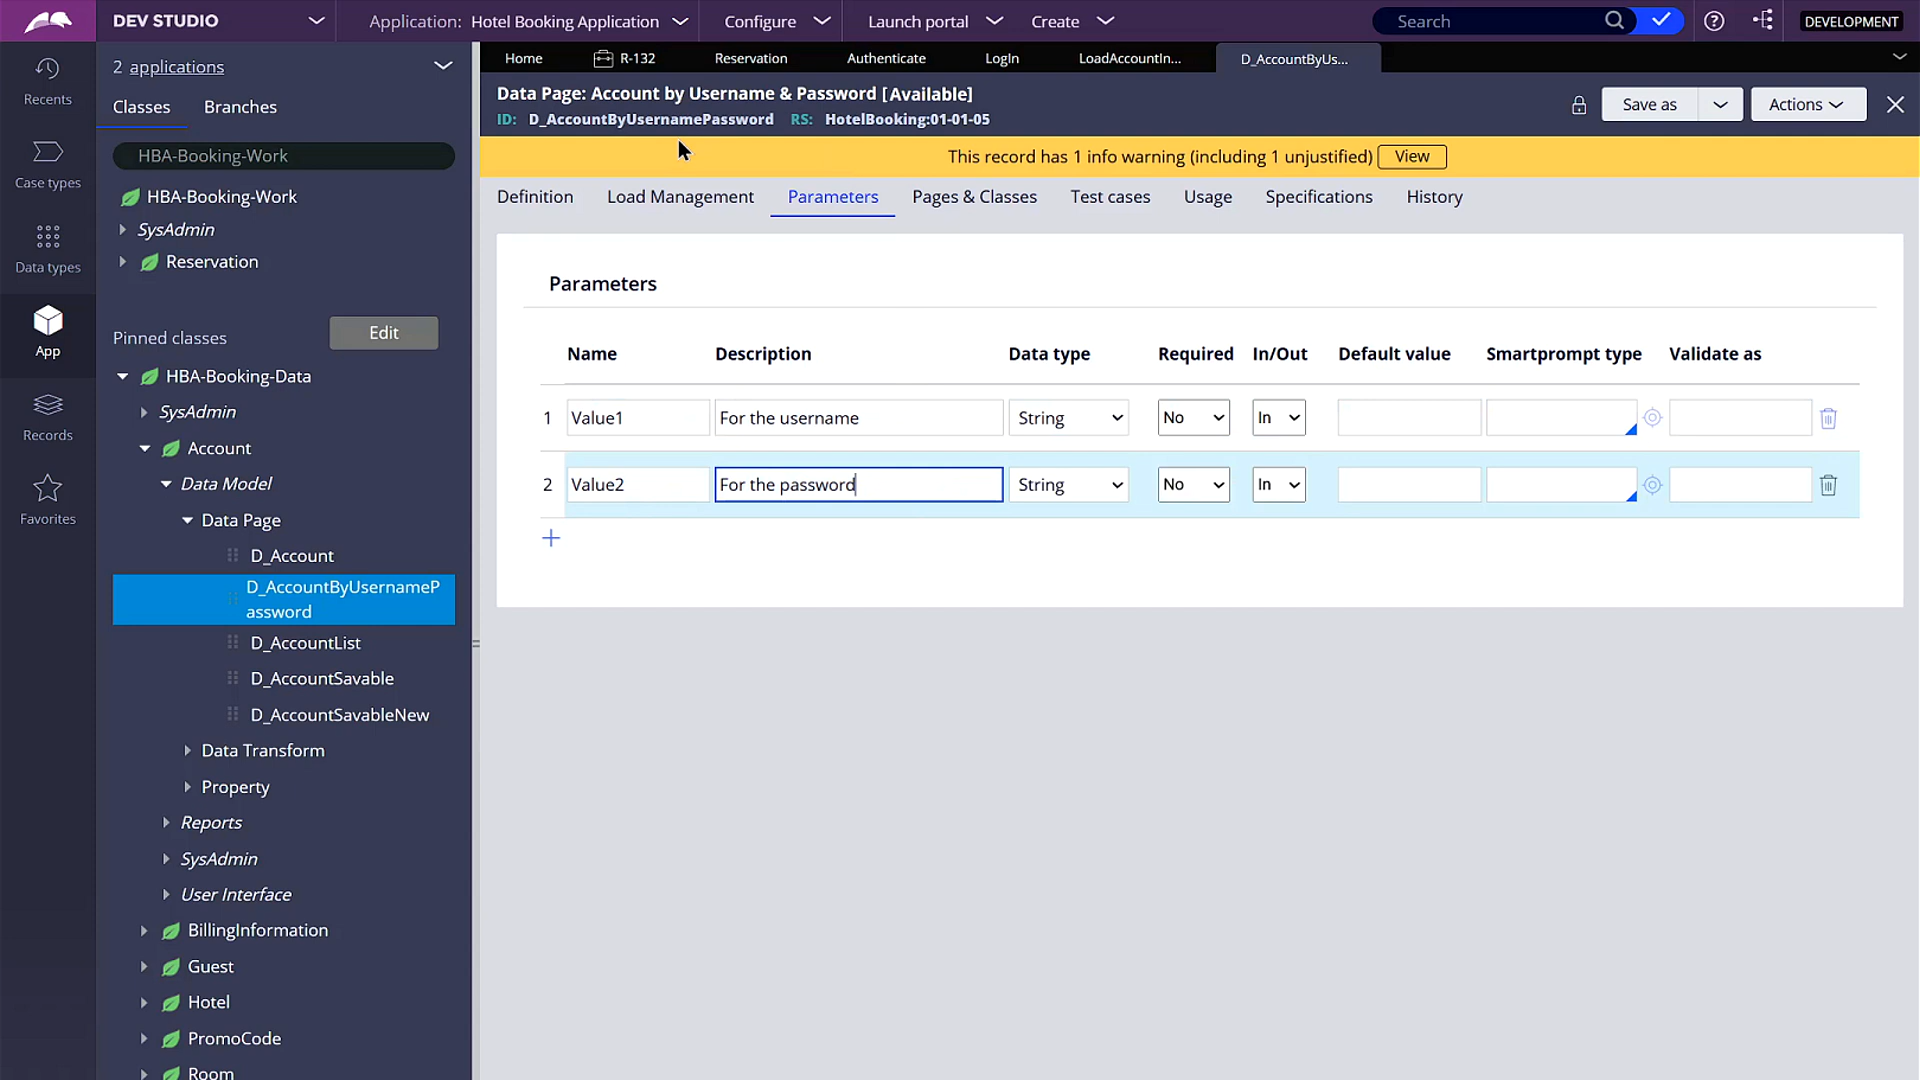 DEV STUDIO
Application: Hotel Booking Application
Configure
Launch portal
Create
Search
DEVELOPMENT
Recents
Case types
Data types
App
Records
Favorites
2 applications
Classes
Branches
HBA-Booking-Work
HBA-Booking-Work
SysAdmin
Reservation
Pinned classes
Edit
HBA-Booking-Data
SysAdmin
Account
Data Model
Data Page
D_Account
D_AccountByUsernameP
assword
D_AccountList
D_AccountSavable
D_AccountSavableNew
Data Transform
Property
Reports
SysAdmin
User Interface
BillingInformation
Guest
Hotel
PromoCode
Room
Home
R-132
Reservation
Authenticate
LogIn
LoadAccountIn...
D_AccountByUs...
Data Page: Account by Username & Password [Available]
ID: D_AccountByUsernamePassword RS: HotelBooking:01-01-05
Save as
Actions
This record has 1 info warning (including 1 unjustified)
View
Definition
Load Management
Parameters
Pages & Classes
Test cases
Usage
Specifications
History
Parameters
Name Description Data type Required In/Out Default value Smartprompt type Validate as
1 Value1 For the username String No In
2 Value2 For the password String No In